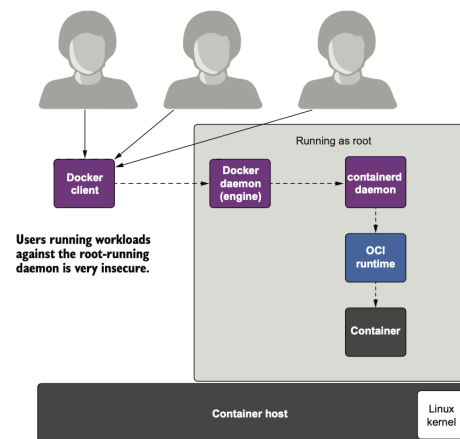 Running as root
Docker
client
Docker
daemon
(engine)
containerd
daemon
Users running workloads
against the root-running
daemon is very insecure.
OCI
runtime
Container
Container host
Linux
kernel